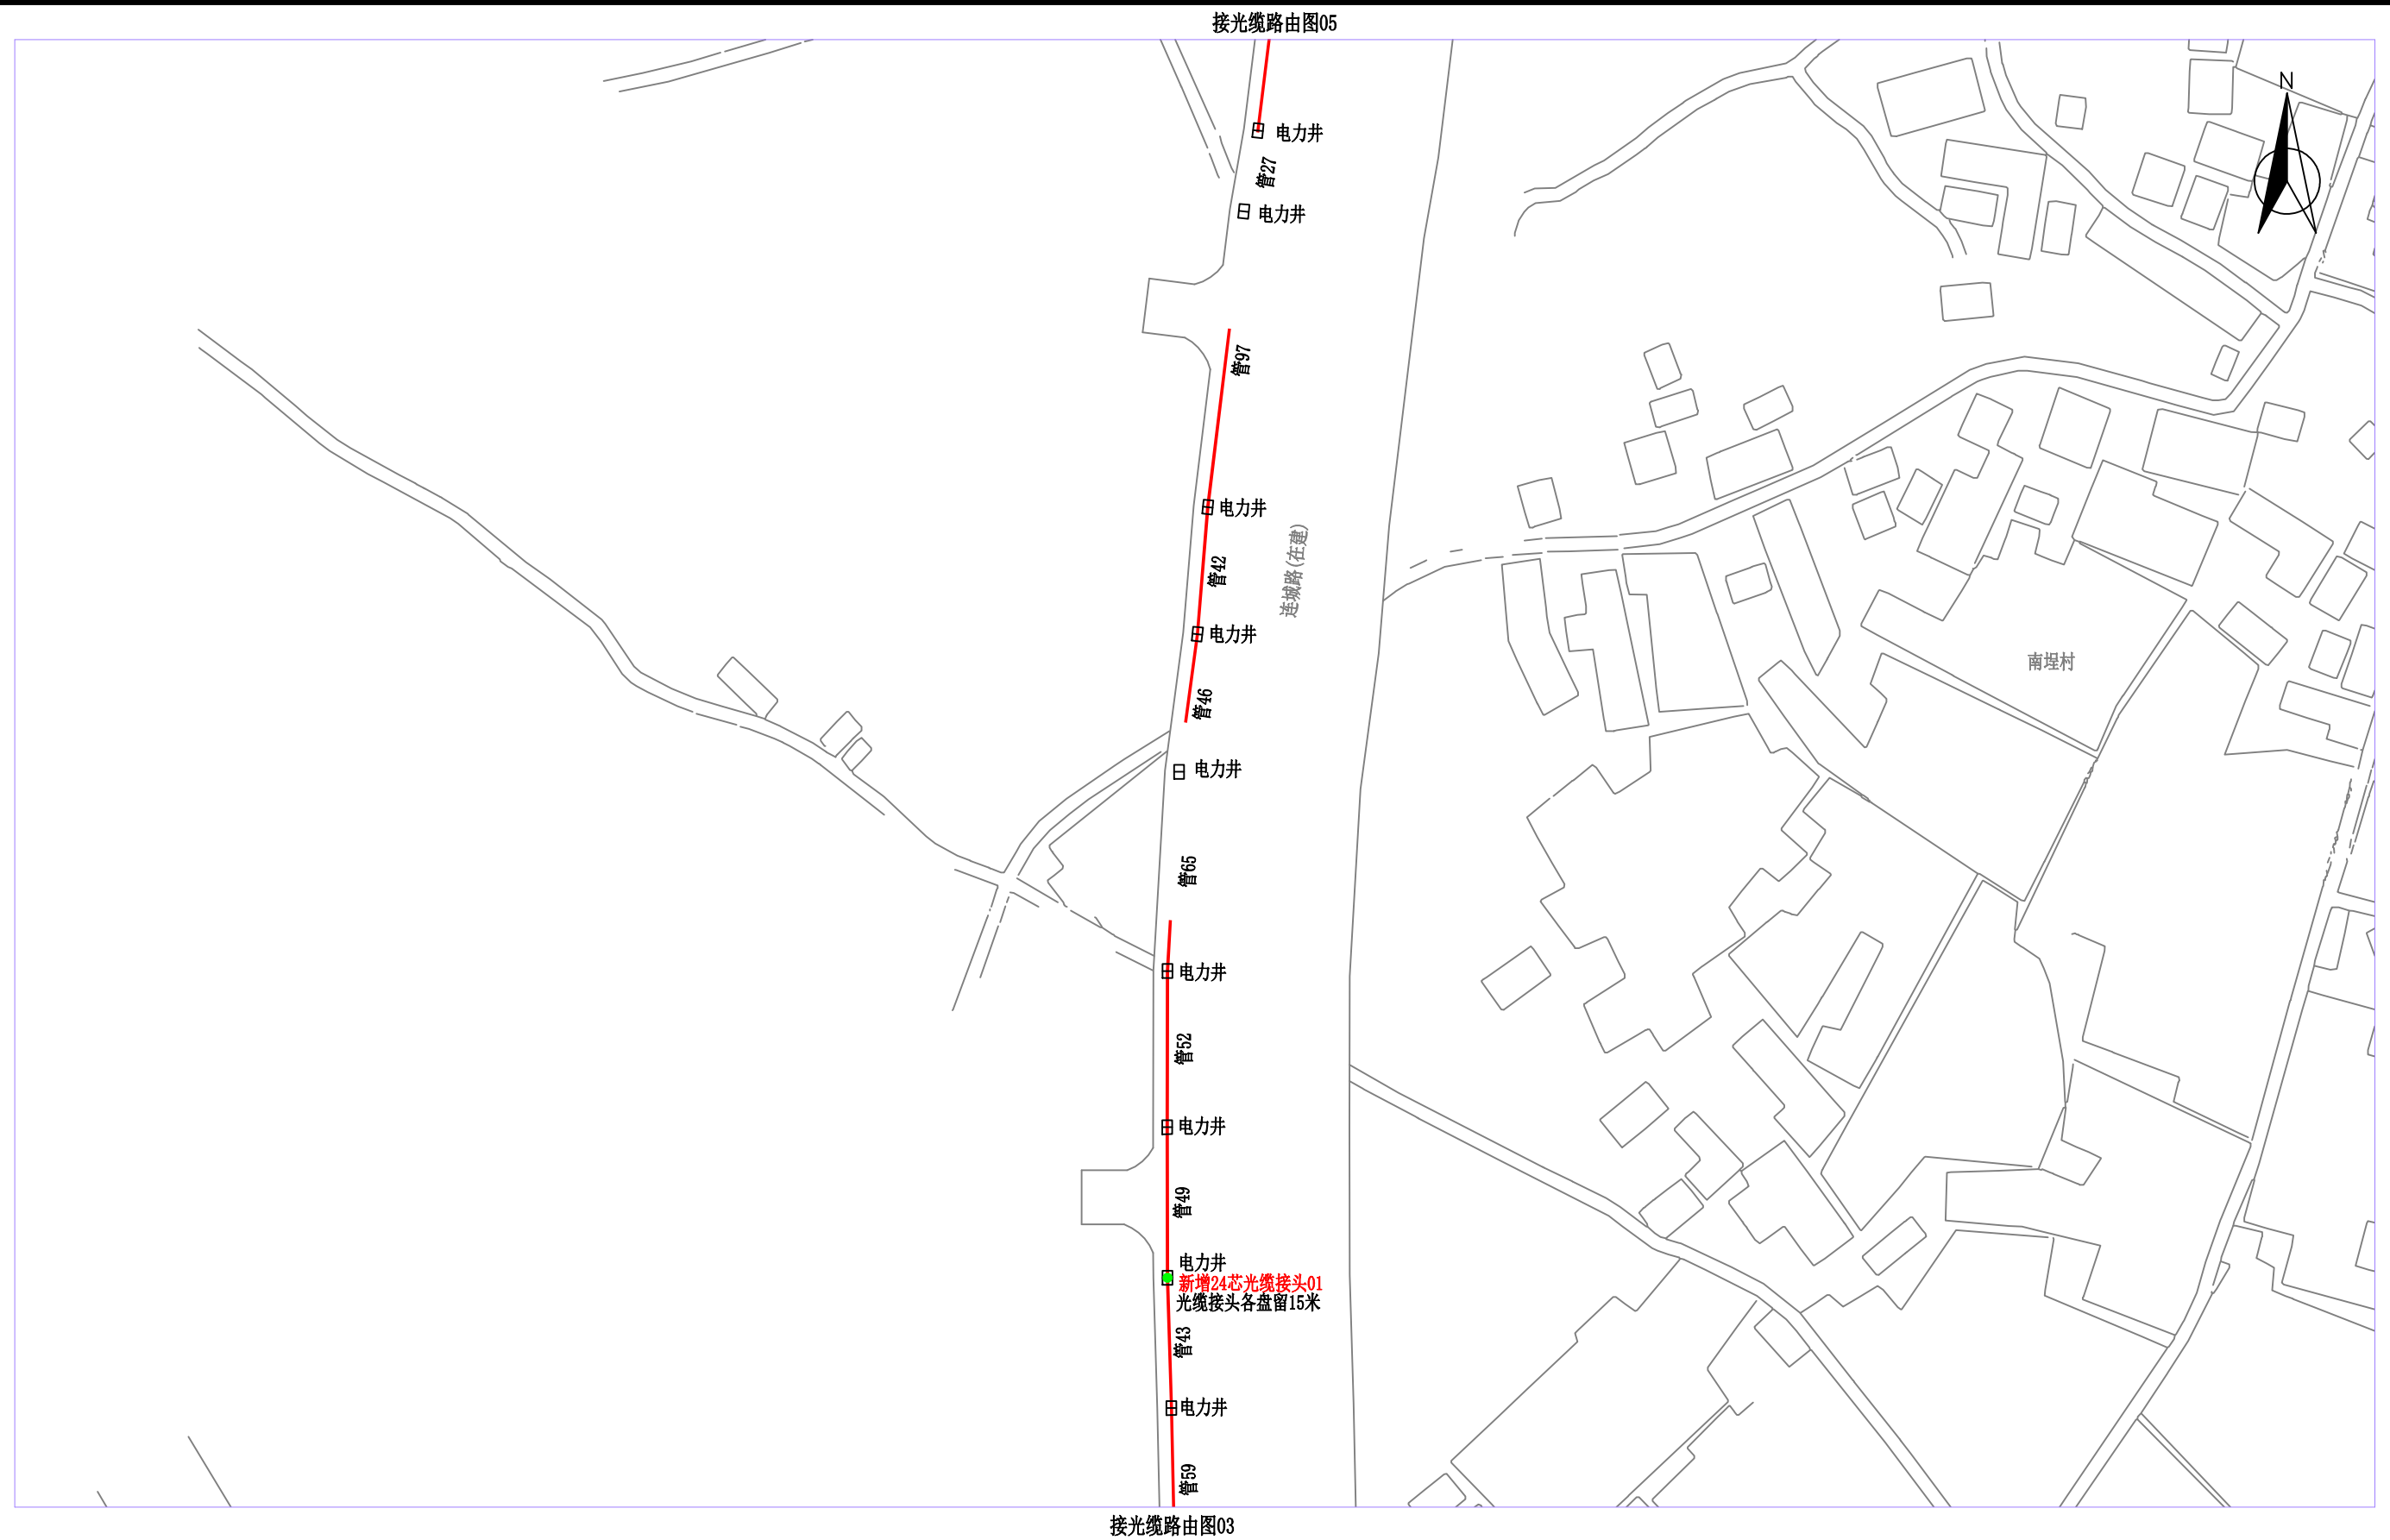 接光缆路由图05
N
电力井
管27
电力井
管97
电力井
连城路(在建)
管42
电力井
南埕村
管46
电力井
管65
电力井
管52
电力井
管49
电力井
新增24芯光缆接头01
光缆接头各盘留15米
管43
电力井
管59
接光缆路由图03